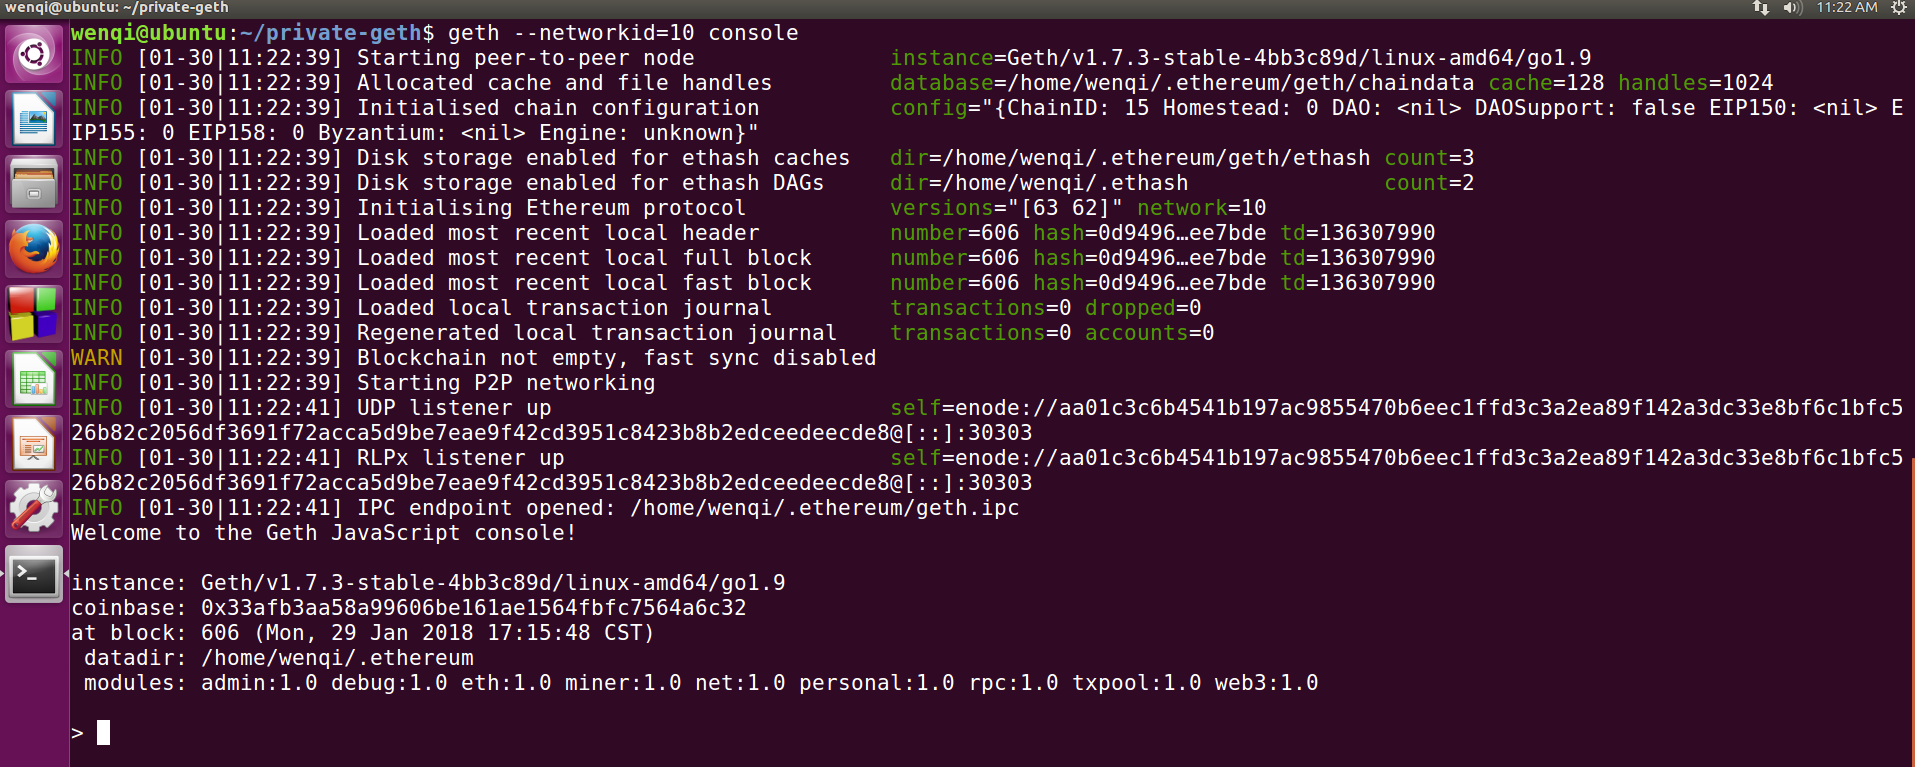 wenqi@ubuntu: ~/private-geth
11:22 AM
wenqi@ubuntu:~/private-geth$ geth --networkid=10 console
INFO [01-30|11:22:39] Starting peer-to-peer node instance=Geth/v1.7.3-stable-4bb3c89d/linux-amd64/go1.9
INFO [01-30|11:22:39] Allocated cache and file handles database=/home/wenqi/.ethereum/geth/chaindata cache=128 handles=1024
INFO [01-30|11:22:39] Initialised chain configuration config="{ChainID: 15 Homestead: 0 DAO: <nil> DAOSupport: false EIP150: <nil> E
IP155: 0 EIP158: 0 Byzantium: <nil> Engine: unknown}"
INFO [01-30|11:22:39] Disk storage enabled for ethash caches dir=/home/wenqi/.ethereum/geth/ethash count=3
INFO [01-30|11:22:39] Disk storage enabled for ethash DAGs dir=/home/wenqi/.ethash count=2
INFO [01-30|11:22:39] Initialising Ethereum protocol versions="[63 62]" network=10
INFO [01-30|11:22:39] Loaded most recent local header number=606 hash=0d9496…ee7bde td=136307990
INFO [01-30|11:22:39] Loaded most recent local full block number=606 hash=0d9496…ee7bde td=136307990
INFO [01-30|11:22:39] Loaded most recent local fast block number=606 hash=0d9496…ee7bde td=136307990
INFO [01-30|11:22:39] Loaded local transaction journal transactions=0 dropped=0
INFO [01-30|11:22:39] Regenerated local transaction journal transactions=0 accounts=0
WARN [01-30|11:22:39] Blockchain not empty, fast sync disabled
INFO [01-30|11:22:39] Starting P2P networking
INFO [01-30|11:22:41] UDP listener up self=enode://aa01c3c6b4541b197ac9855470b6eec1ffd3c3a2ea89f142a3dc33e8bf6c1bfc5
26b82c2056df3691f72acca5d9be7eae9f42cd3951c8423b8b2edceedeecde8@[::]:30303
INFO [01-30|11:22:41] RLPx listener up self=enode://aa01c3c6b4541b197ac9855470b6eec1ffd3c3a2ea89f142a3dc33e8bf6c1bfc5
26b82c2056df3691f72acca5d9be7eae9f42cd3951c8423b8b2edceedeecde8@[::]:30303
INFO [01-30|11:22:41] IPC endpoint opened: /home/wenqi/.ethereum/geth.ipc
Welcome to the Geth JavaScript console!
instance: Geth/v1.7.3-stable-4bb3c89d/linux-amd64/go1.9
coinbase: 0x33afb3aa58a99606be161ae1564fbfc7564a6c32
at block: 606 (Mon, 29 Jan 2018 17:15:48 CST)
datadir: /home/wenqi/.ethereum
modules: admin:1.0 debug:1.0 eth:1.0 miner:1.0 net:1.0 personal:1.0 rpc:1.0 txpool:1.0 web3:1.0
>